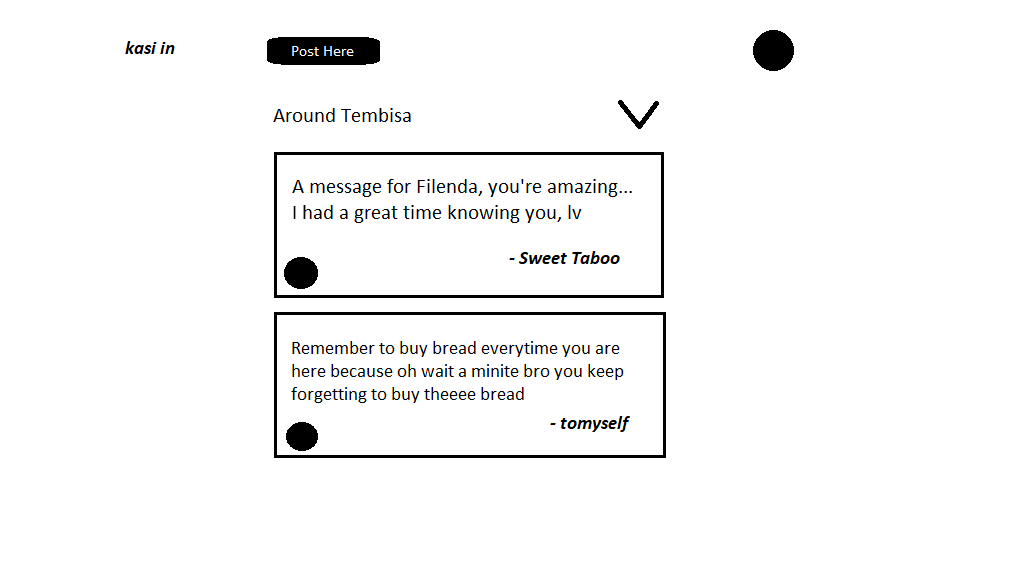 kasi in
Post Here
Around Tembisa
A message for Filenda, you're amazing...
I had a great time knowing you, lv
- Sweet Taboo
Remember to buy bread everytime you are
here because oh wait a minite bro you keep
forgetting to buy theeee bread
- tomyself